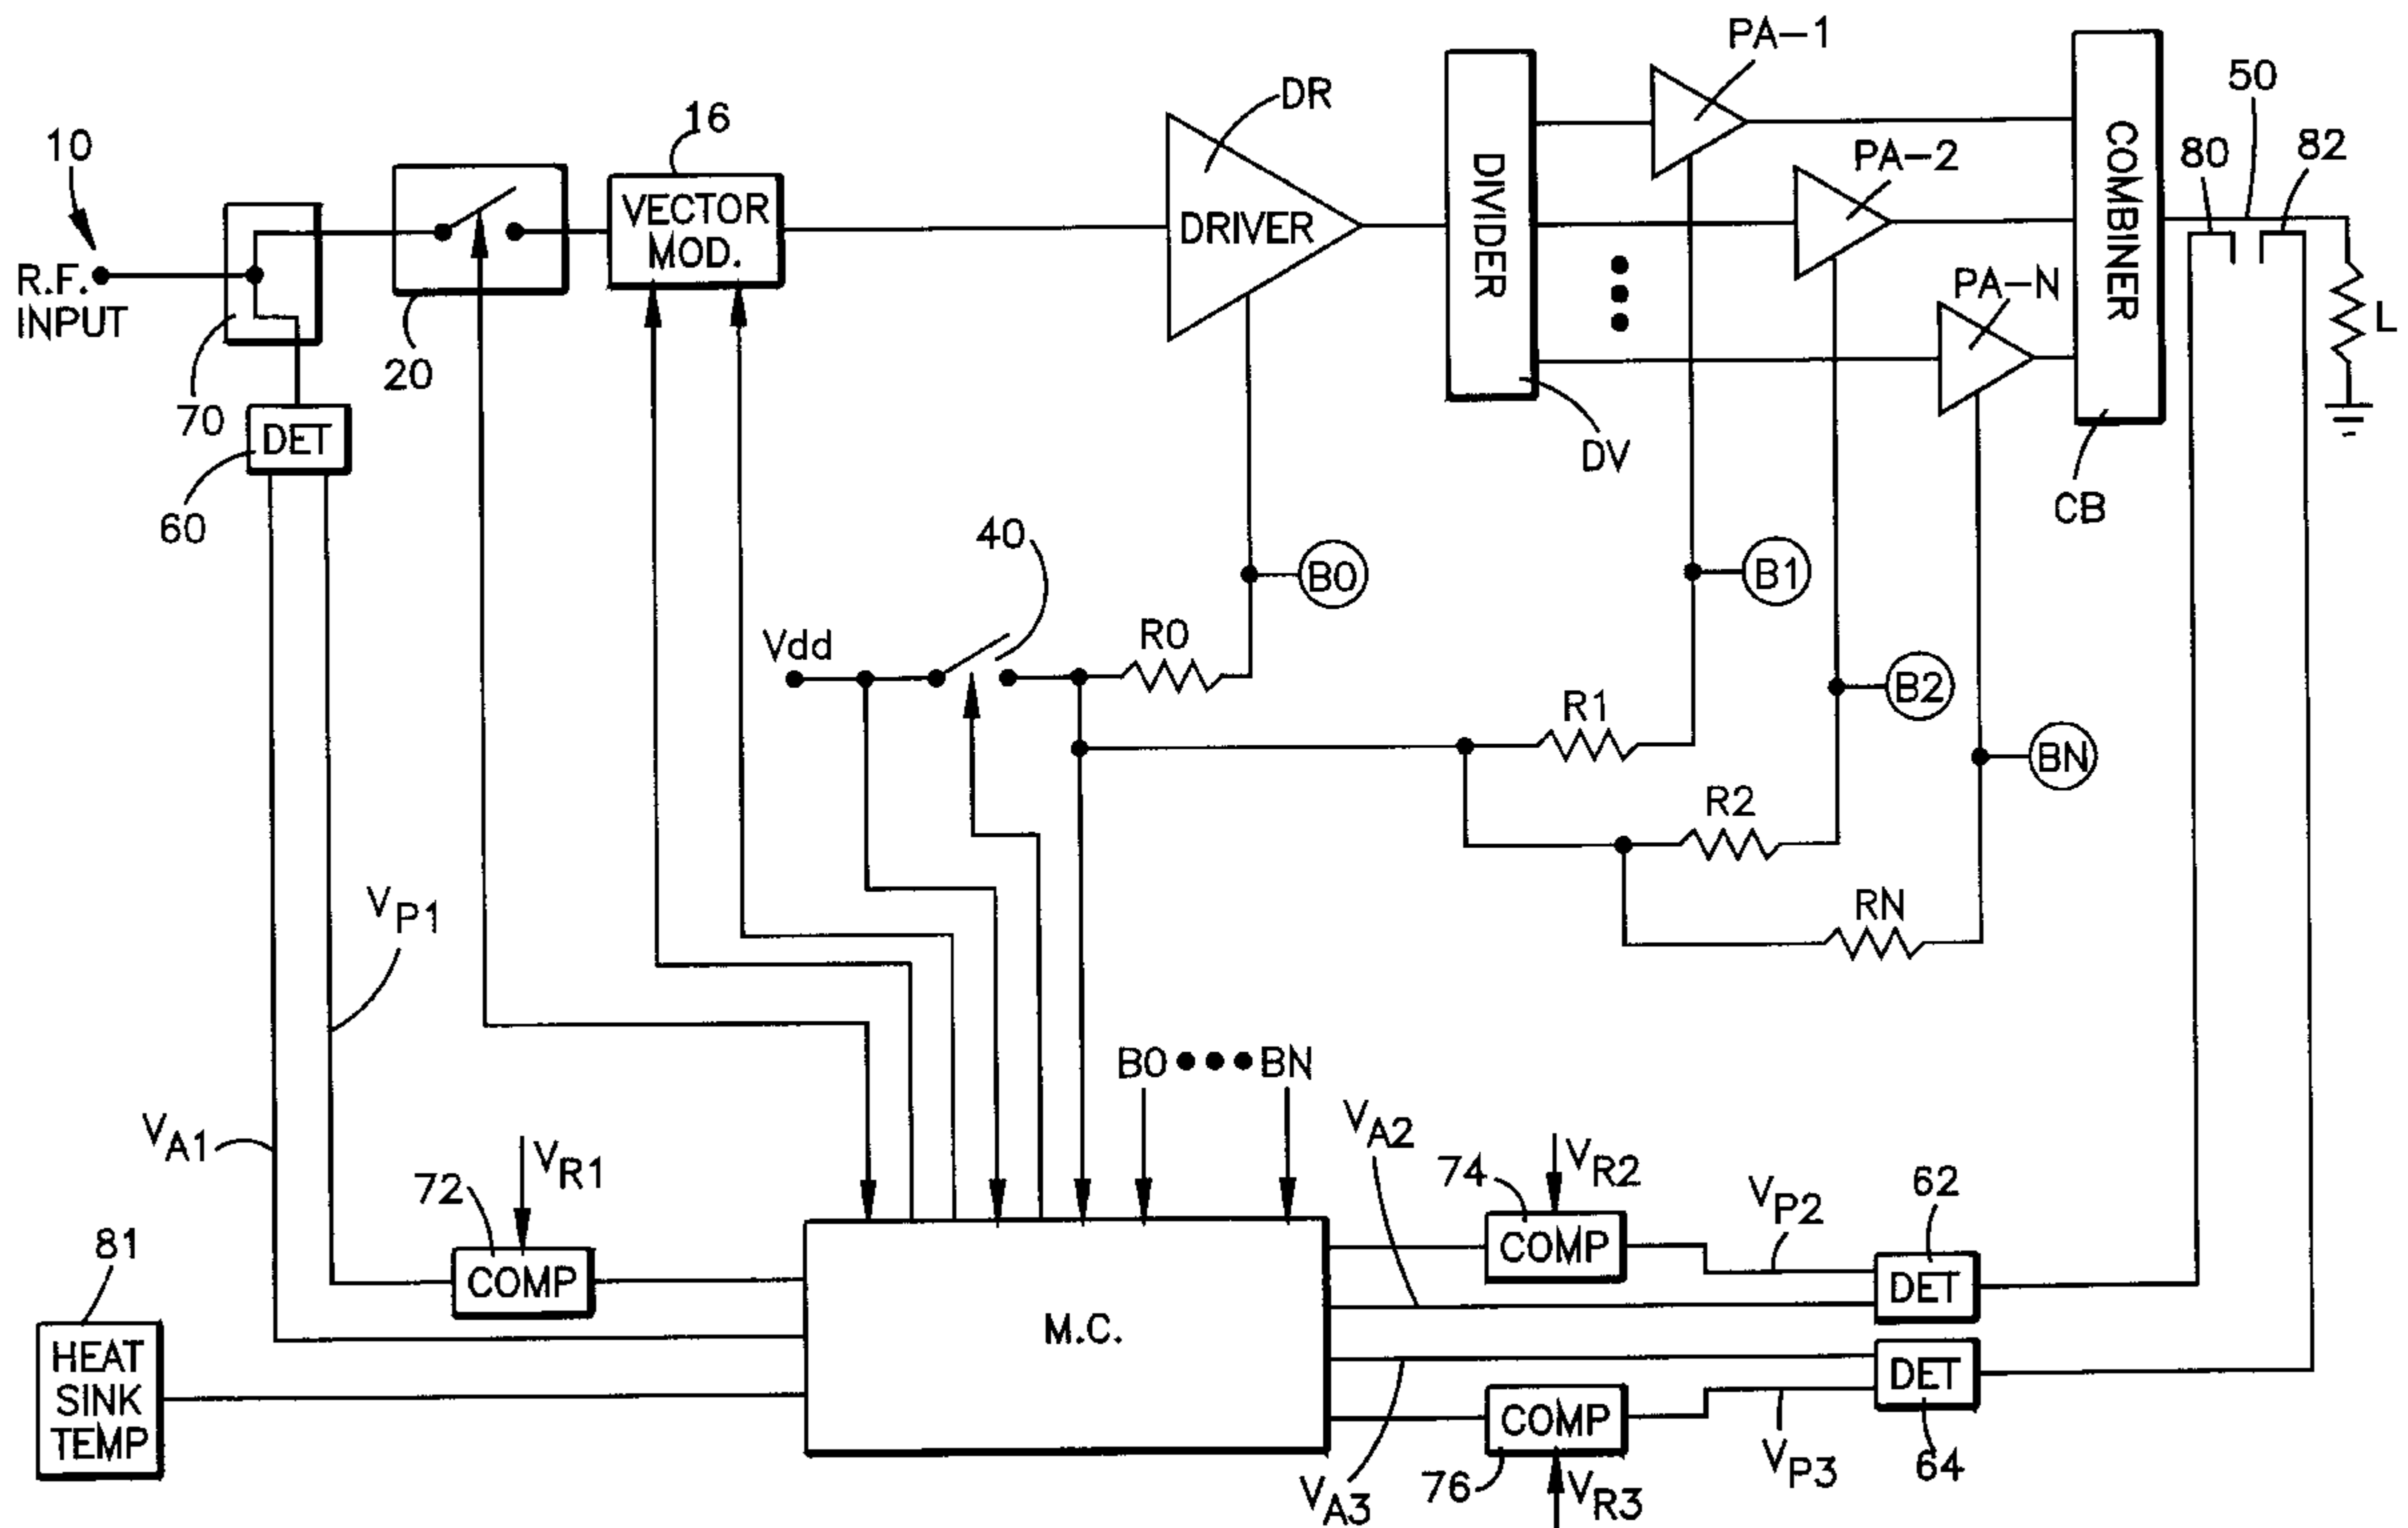 10
R.F.
INPUT
70
DET
60
20
16
VECTOR
MOD.
DR
DRIVER
DIVIDER
DV
PA-1
PA-2
PA-N
COMBINER
CB
50
80
82
L
B0
B1
B2
BN
40
Vdd
R0
R1
R2
RN
VP1
VA1
B0 ••• BN
72
VR1
COMP
81
HEAT
SINK
TEMP
M.C.
VA2
74
VR2
COMP
VP2
62
DET
DET
64
VP3
COMP
76
VR3
VA3